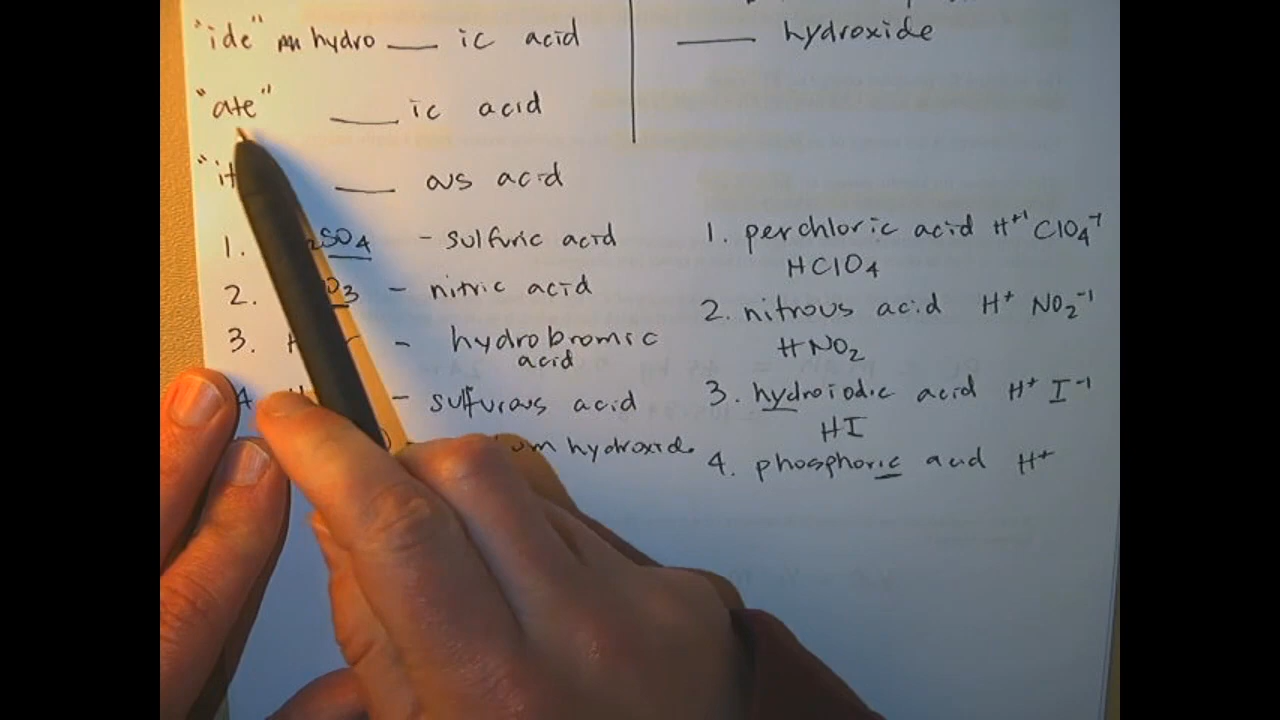 "ide" hydro ___ ic acid
"ate" ___ ic acid
___ ous acid
1. SO4 - sulfuric acid
2. 3 - nitric acid
3. H - hydrobromic
acid
4 - sulfurous acid
- hydroxide
___ hydroxide
1. perchloric acid H+1 ClO4-1
HClO4
2. nitrous acid H+ NO2-1
HNO2
3. hydroiodic acid H+ I-1
HI
4. phosphoric acid H+